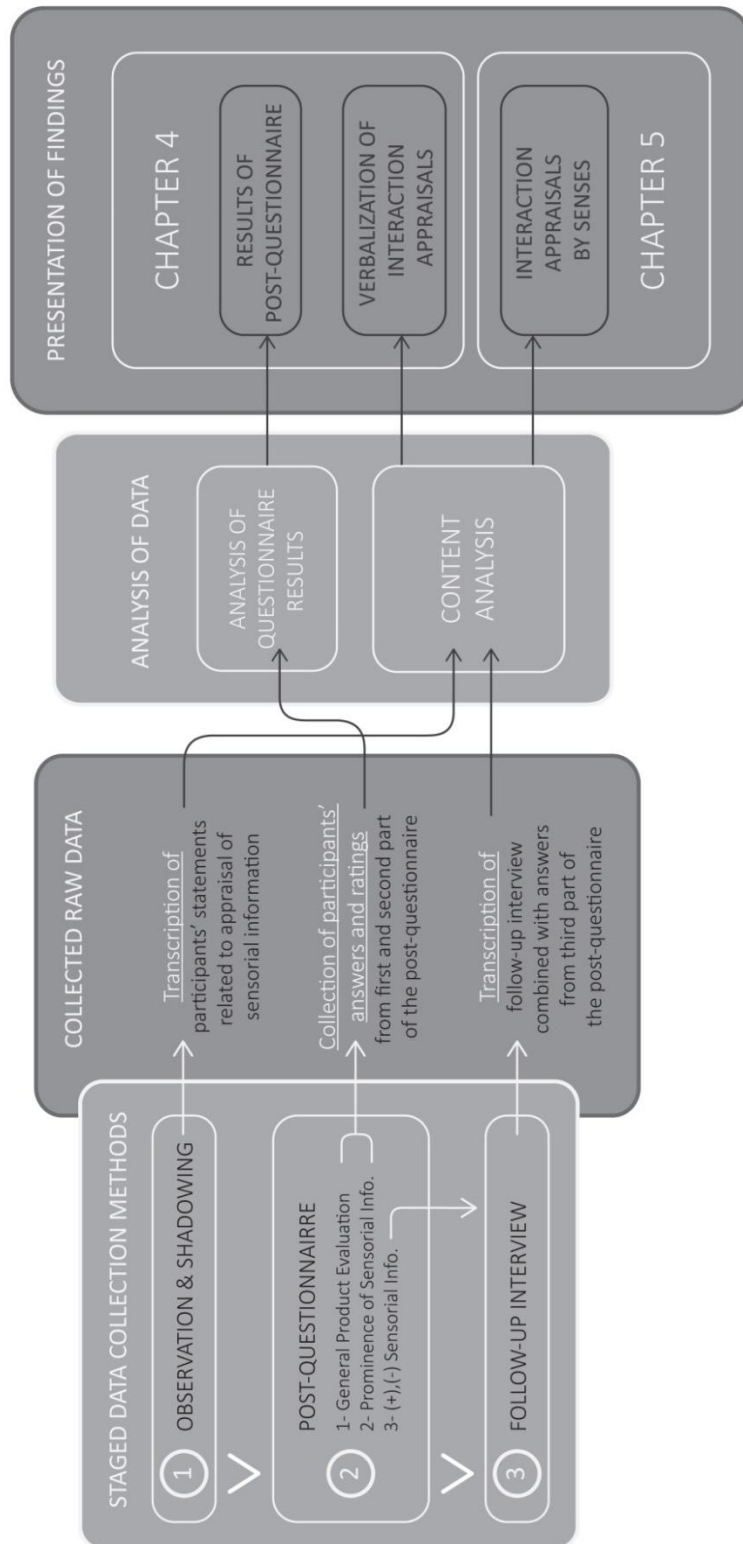 STAGED DATA COLLECTION METHODS
1
OBSERVATION & SHADOWING
2
POST-QUESTIONNAIRRE
1- General Product Evaluation
2- Prominence of Sensorial Info.
3- (+),(-) Sensorial Info.
3
FOLLOW-UP INTERVIEW
COLLECTED RAW DATA
Transcription of
participants' statements
related to appraisal of
sensorial information
Collection of participants'
answers and ratings
from first and second part
of the post-questionnaire
Transcription of
follow-up interview
combined with answers
from third part of
the post-questionnaire
ANALYSIS OF DATA
ANALYSIS OF
QUESTIONNAIRE
RESULTS
CONTENT
ANALYSIS
PRESENTATION OF FINDINGS
CHAPTER 4
RESULTS OF
POST-QUESTIONNAIRE
VERBALIZATION OF
INTERACTION
APPRAISALS
INTERACTION
APPRAISALS
BY SENSES
CHAPTER 5